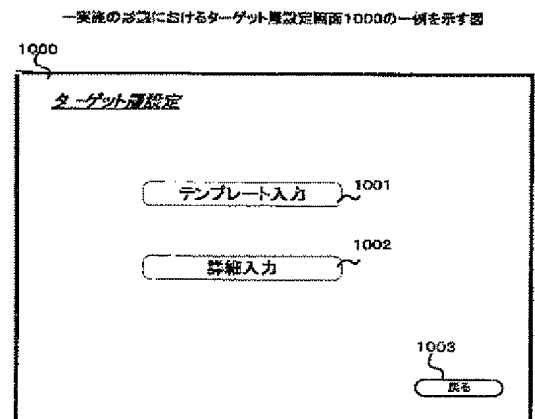 一実施の形態におけるターゲット層設定画面1000の一例を示す図
1000
ターゲット層設定
テンプレート入力
1001
1002
詳細入力
1003
戻る